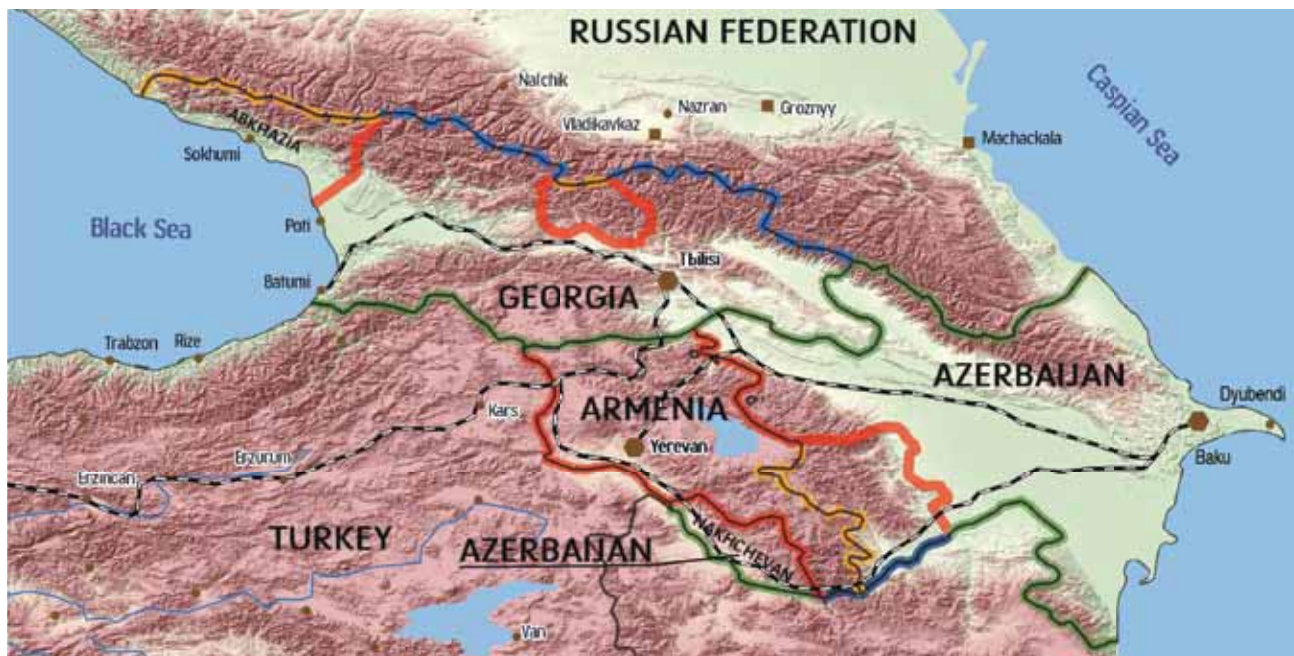 RUSSIAN FEDERATION
Caspian Sea
Nalchik
Nazran
Groznyy
Vladikavkaz
Machackala
ABKHAZIA
Sokhumi
Black Sea
Poti
Tbilisi
Batumi
GEORGIA
Trabzon
Rize
AZERBAIJAN
Dyubendi
Kars
ARMENIA
Yerevan
Baku
Erzurum
Erzincan
TURKEY
AZERBAIJAN
NAKHCHEVAN
Van